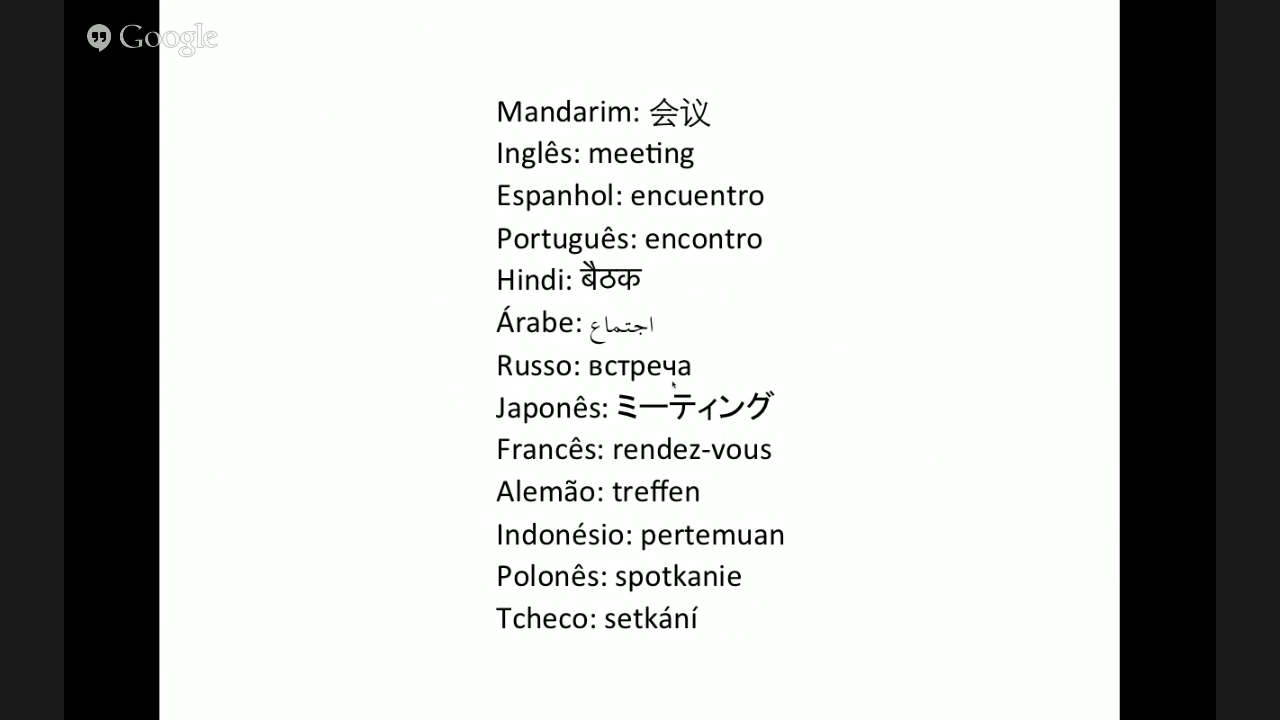 Google
Mandarim: 会议
Inglês: meeting
Espanhol: encuentro
Português: encontro
Hindi: बैठक
Árabe: اجتماع
Russo: встреча
Japonês: ミーティング
Francês: rendez-vous
Alemão: treffen
Indonésio: pertemuan
Polonês: spotkanie
Tcheco: setkání